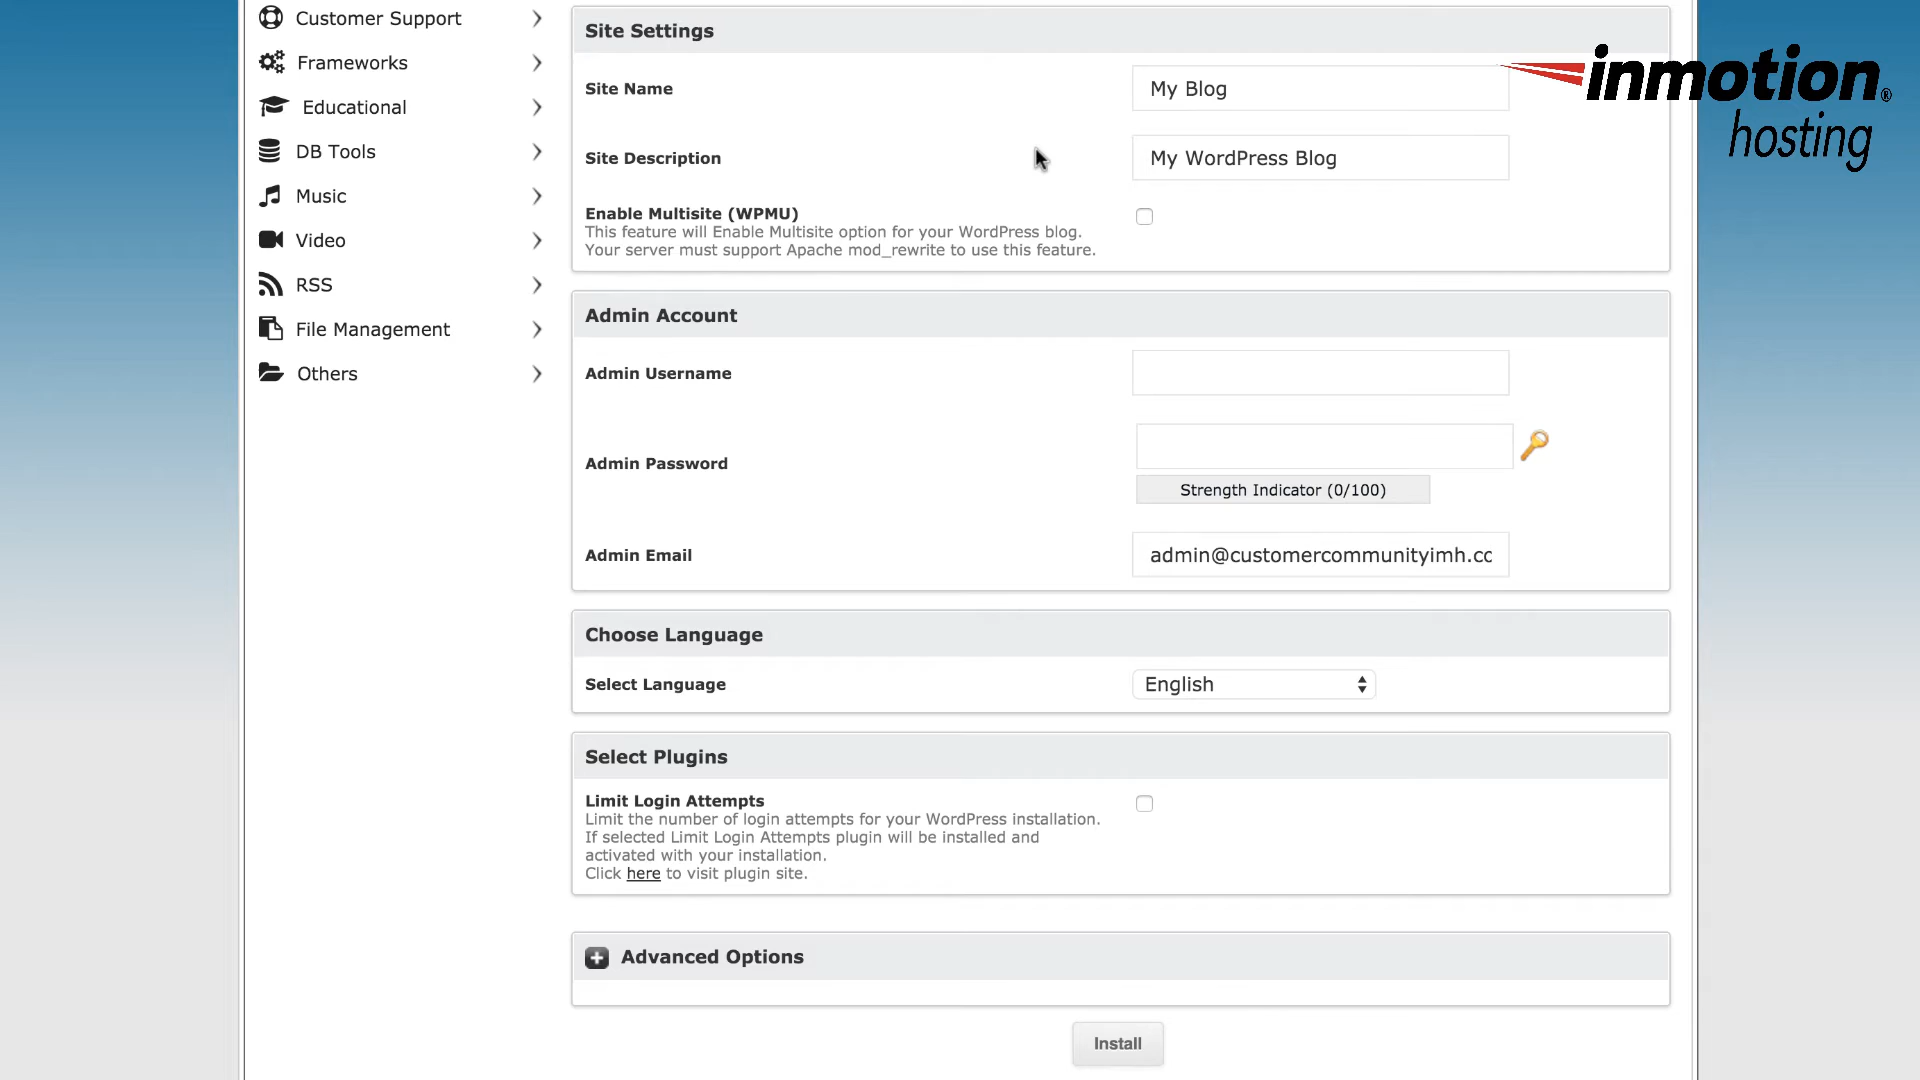 Customer Support
Frameworks
Educational
DB Tools
Music
Video
RSS
File Management
Others
Site Settings
Site Name
My Blog
Site Description
My WordPress Blog
Enable Multisite (WPMU)
This feature will Enable Multisite option for your WordPress blog.
Your server must support Apache mod_rewrite to use this feature.
Admin Account
Admin Username
Admin Password
Strength Indicator (0/100)
Admin Email
admin@customercommunityimh.cc
Choose Language
Select Language
English
Select Plugins
Limit Login Attempts
Limit the number of login attempts for your WordPress installation.
If selected Limit Login Attempts plugin will be installed and
activated with your installation.
Click here to visit plugin site.
Advanced Options
Install
inmotion®
hosting